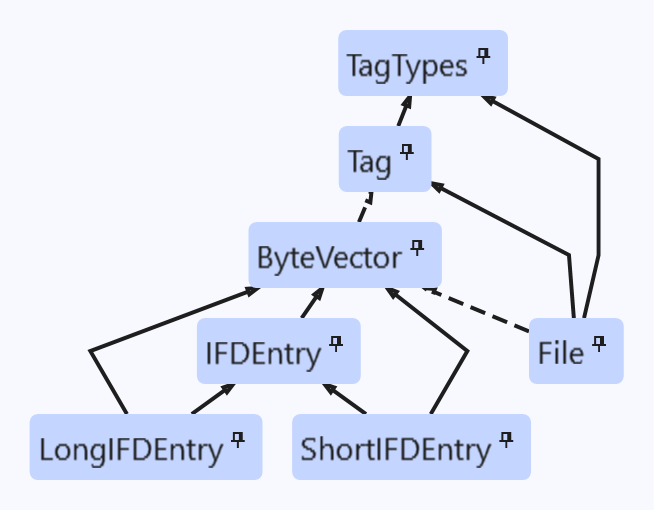 TagTypes
Tag
ByteVector
IFDEntry
File
LongIFDEntry
ShortIFDEntry